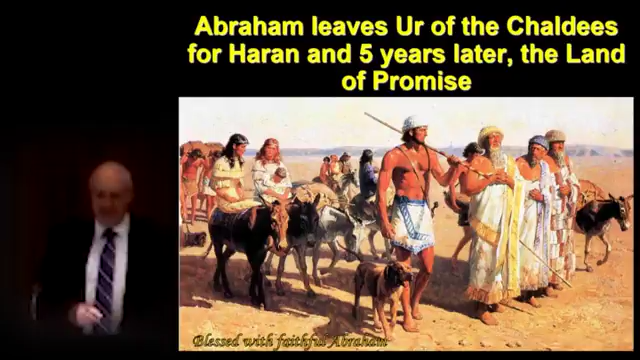 Abraham leaves Ur of the Chaldees
for Haran and 5 years later, the Land
of Promise
Blessed with faithful Abraham